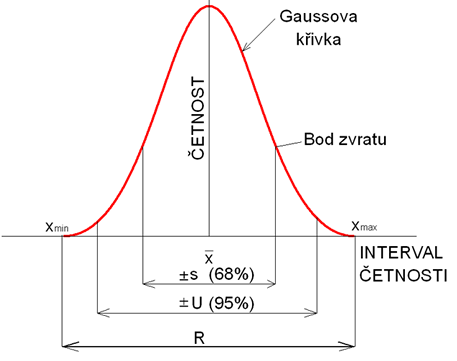 Gaussova
křivka
ČETNOST
Bod zvratu
xmin
xmax
x̅
INTERVAL
ČETNOSTI
±s (68%)
±U (95%)
R